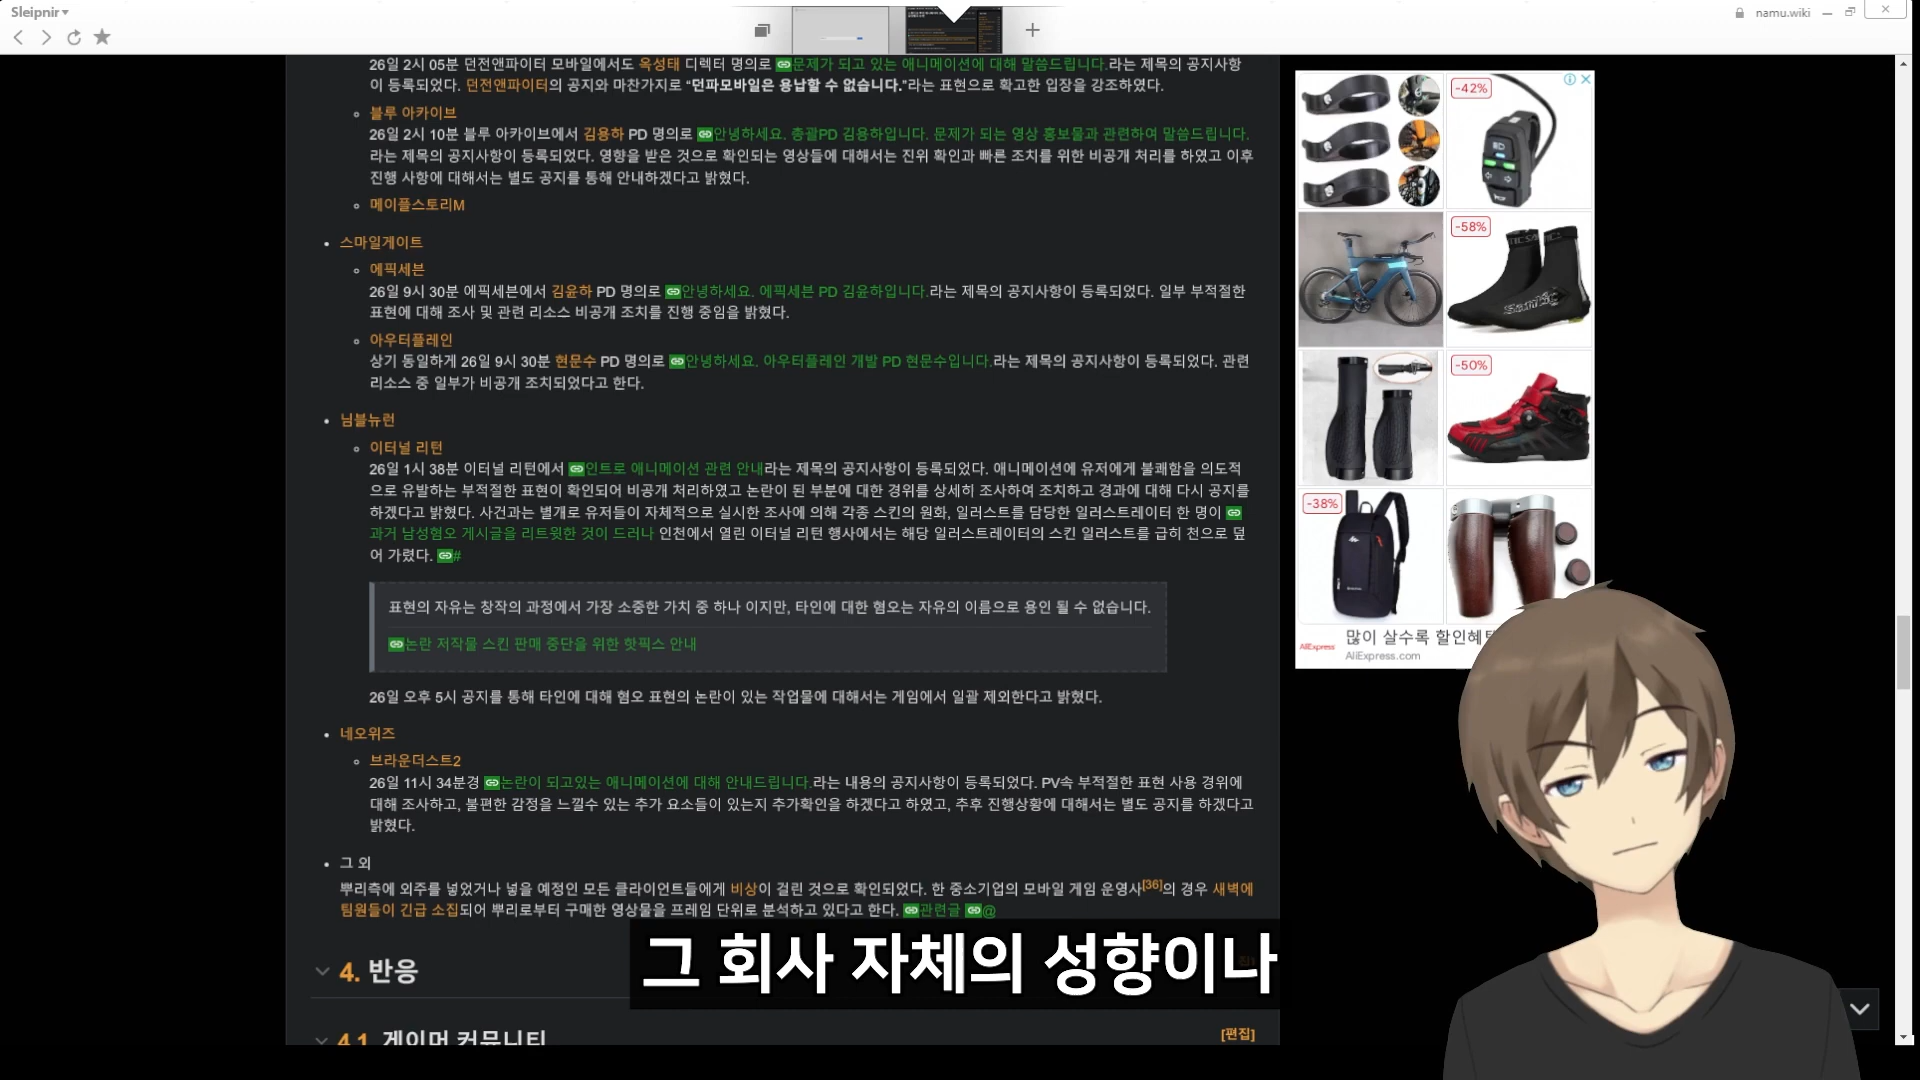 Sleipnir
namu.wiki
26일 2시 05분 던전앤파이터 모바일에서도 옥성태 디렉터 명의로 문제가 되고 있는 애니메이션에 대해 말씀드립니다.라는 제목의 공지사항
이 등록되었다. 던전앤파이터의 공지와 마찬가지로 "던파모바일은 용납할 수 없습니다."라는 표현으로 확고한 입장을 강조하였다.
블루 아카이브
26일 2시 10분 블루 아카이브에서 김용하 PD 명의로 안녕하세요. 총괄PD 김용하입니다. 문제가 되는 영상 홍보물과 관련하여 말씀드립니다.
라는 제목의 공지사항이 등록되었다. 영향을 받은 것으로 확인되는 영상들에 대해서는 진위 확인과 빠른 조치를 위한 비공개 처리를 하였고 이후
진행 사항에 대해서는 별도 공지를 통해 안내하겠다고 밝혔다.
메이플스토리M
스마일게이트
에픽세븐
26일 9시 30분 에픽세븐에서 김윤하 PD 명의로 안녕하세요. 에픽세븐 PD 김윤하입니다.라는 제목의 공지사항이 등록되었다. 일부 부적절한
표현에 대해 조사 및 관련 리소스 비공개 조치를 진행 중임을 밝혔다.
아우터플레인
상기 동일하게 26일 9시 30분 현문수 PD 명의로 안녕하세요. 아우터플레인 개발 PD 현문수입니다.라는 제목의 공지사항이 등록되었다. 관련
리소스 중 일부가 비공개 조치되었다고 한다.
님블뉴런
이터널 리턴
26일 1시 38분 이터널 리턴에서 인트로 애니메이션 관련 안내라는 제목의 공지사항이 등록되었다. 애니메이션에 유저에게 불쾌함을 의도적
으로 유발하는 부적절한 표현이 확인되어 비공개 처리하였고 논란이 된 부분에 대한 경위를 상세히 조사하여 조치하고 경과에 대해 다시 공지를
하겠다고 밝혔다. 사건과는 별개로 유저들이 자체적으로 실시한 조사에 의해 각종 스킨의 원화, 일러스트를 담당한 일러스트레이터 한 명이
과거 남성혐오 게시글을 리트윗한 것이 드러나 인천에서 열린 이터널 리턴 행사에서는 해당 일러스트레이터의 스킨 일러스트를 급히 천으로 덮
어 가렸다. #
표현의 자유는 창작의 과정에서 가장 소중한 가치 중 하나 이지만, 타인에 대한 혐오는 자유의 이름으로 용인 될 수 없습니다.
논란 저작물 스킨 판매 중단을 위한 핫픽스 안내
26일 오후 5시 공지를 통해 타인에 대해 혐오 표현의 논란이 있는 작업물에 대해서는 게임에서 일괄 제외한다고 밝혔다.
네오위즈
브라운더스트2
26일 11시 34분경 논란이 되고있는 애니메이션에 대해 안내드립니다.라는 내용의 공지사항이 등록되었다. PV속 부적절한 표현 사용 경위에
대해 조사하고, 불편한 감정을 느낄수 있는 추가 요소들이 있는지 추가확인을 하겠다고 하였고, 추후 진행상황에 대해서는 별도 공지를 하겠다고
밝혔다.
그 외
뿌리측에 외주를 넣었거나 넣을 예정인 모든 클라이언트들에게 비상이 걸린 것으로 확인되었다. 한 중소기업의 모바일 게임 운영사[36]의 경우 새벽에
팀원들이 긴급 소집되어 뿌리로부터 구매한 영상물을 프레임 단위로 분석하고 있다고 한다. 관련글 @
4. 반응
그 회사 자체의 성향이나
4.1. 게이머 커뮤니티
[편집]
-42%
-58%
-50%
-38%
AliExpress
많이 살수록 할인혜
AliExpress.com